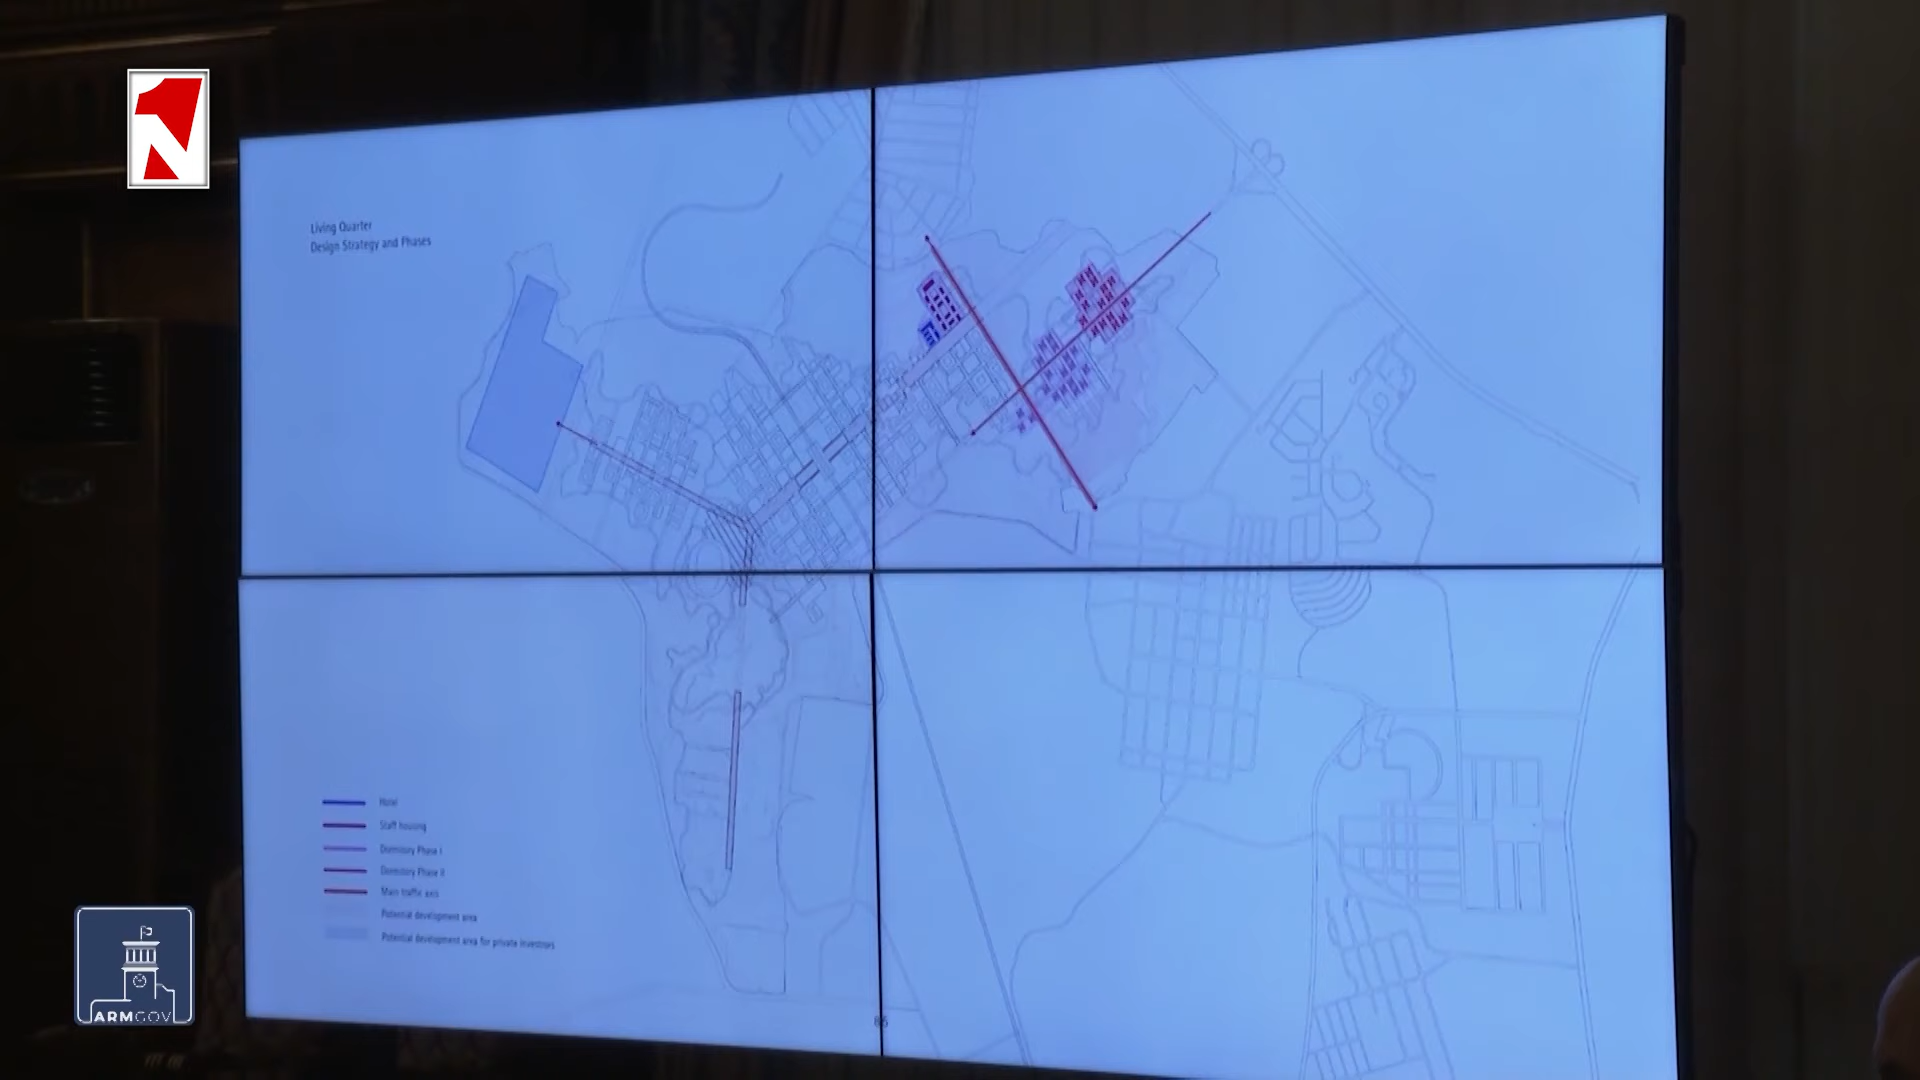 1N
Living Quarter
Design Strategy and Phases
Hotel
Staff housing
Dormitory Phase I
Dormitory Phase II
Main traffic axis
Potential development area
Potential development area for private investors
ARMGOV